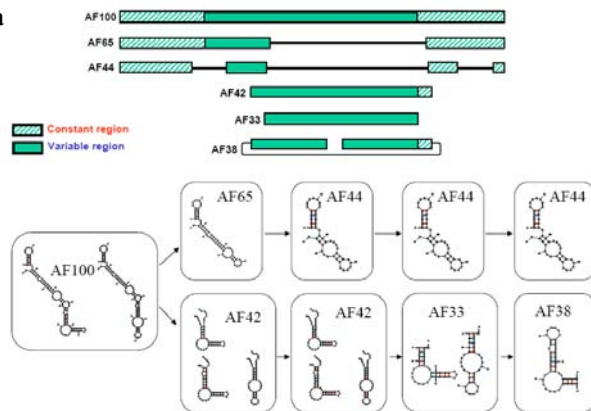 a
AF100
AF65
AF44
AF42
AF33
AF38
Constant region
Variable region
AF100
AF65
AF44
AF44
AF44
AF42
AF42
AF33
AF38